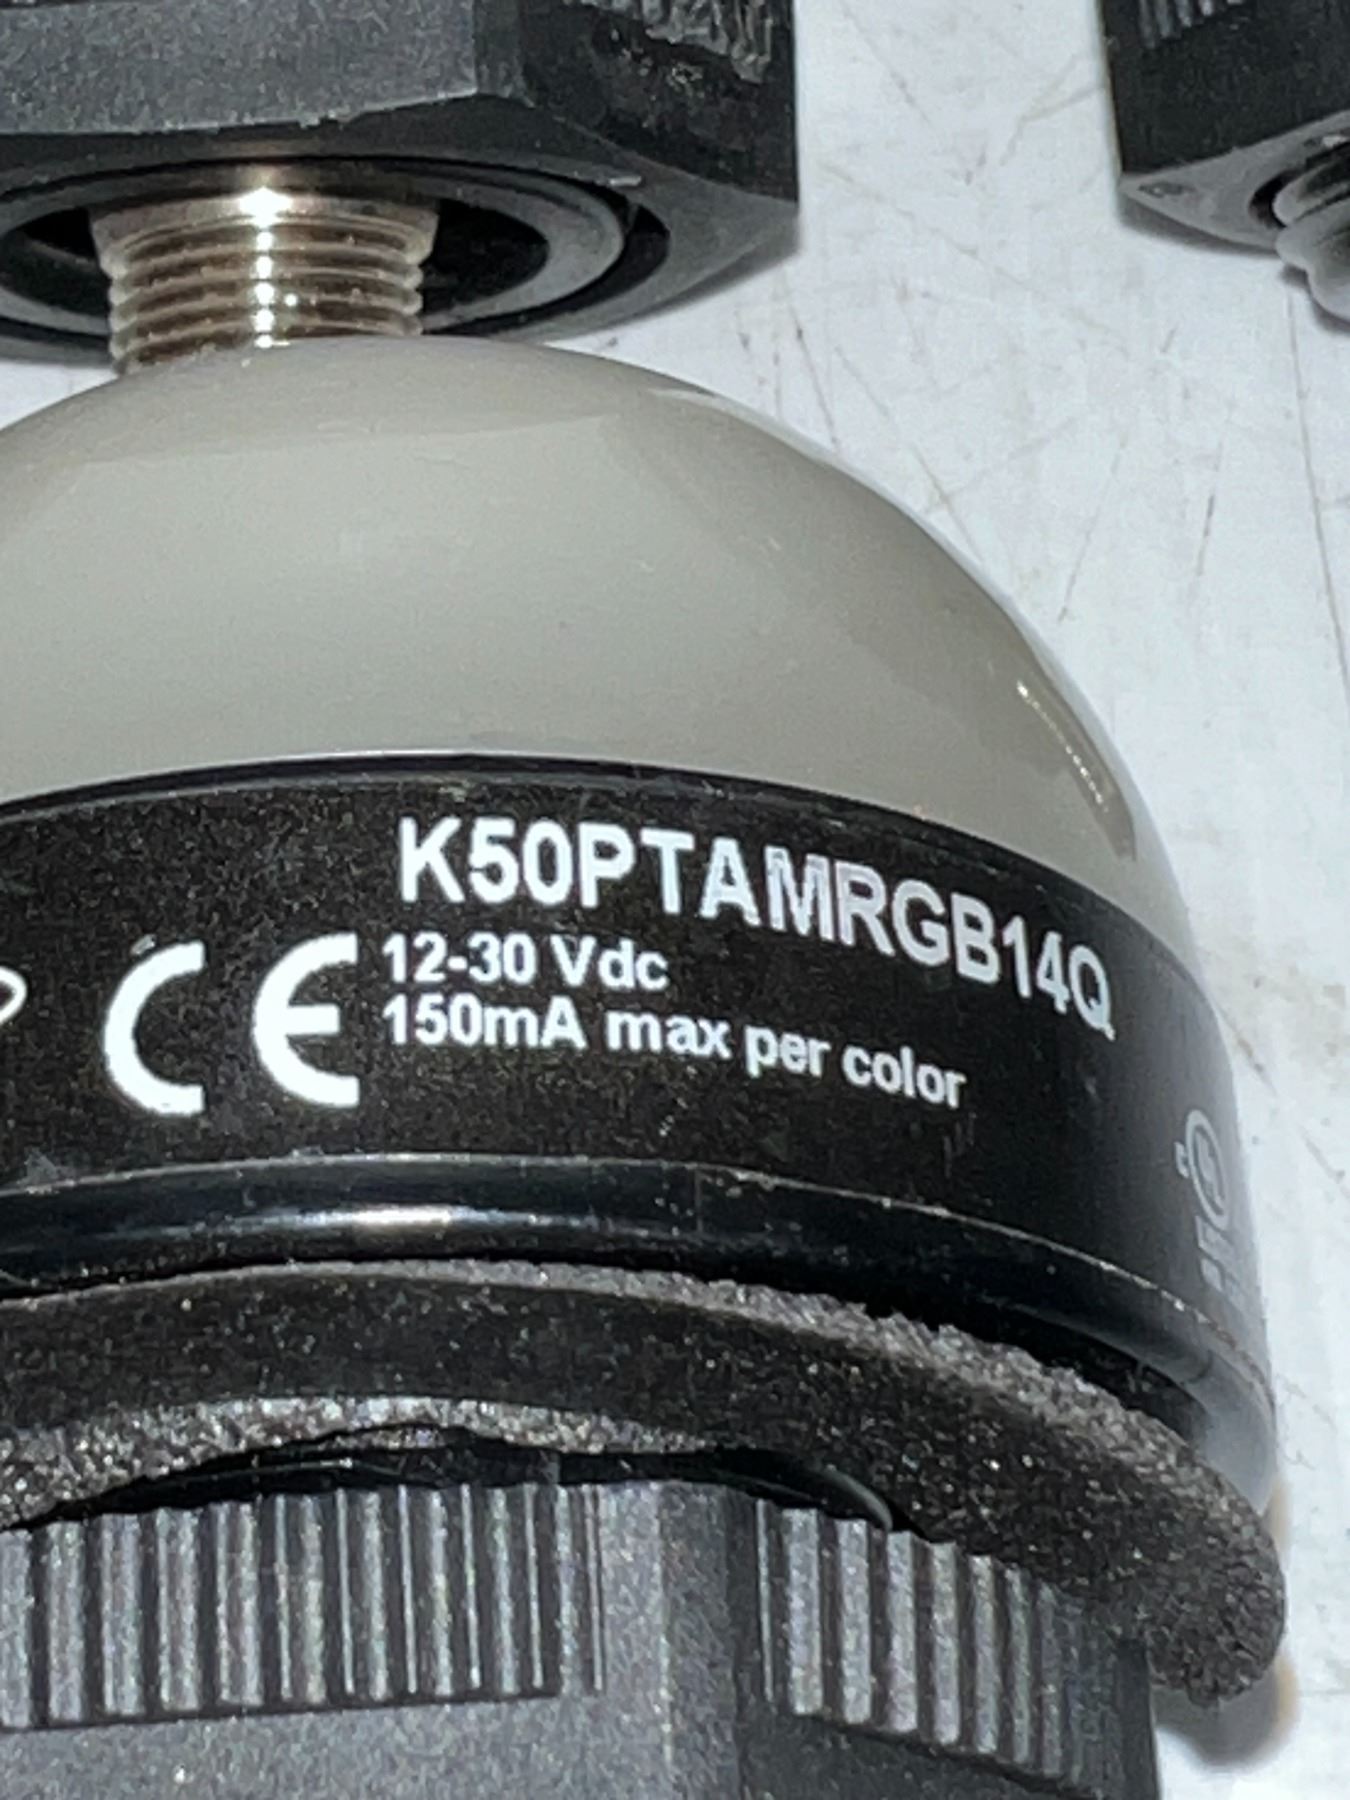 K50PTAMRGB14Q
CE 12-30 Vdc
150mA max per color